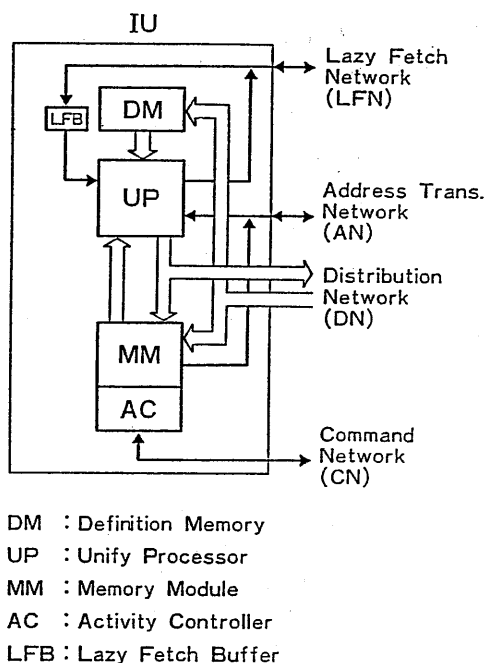 IU
Lazy Fetch
Network
(LFN)
LFB
DM
UP
Address Trans.
Network
(AN)
Distribution
Network
(DN)
MM
AC
Command
Network
(CN)
DM : Definition Memory
UP : Unify Processor
MM : Memory Module
AC : Activity Controller
LFB : Lazy Fetch Buffer